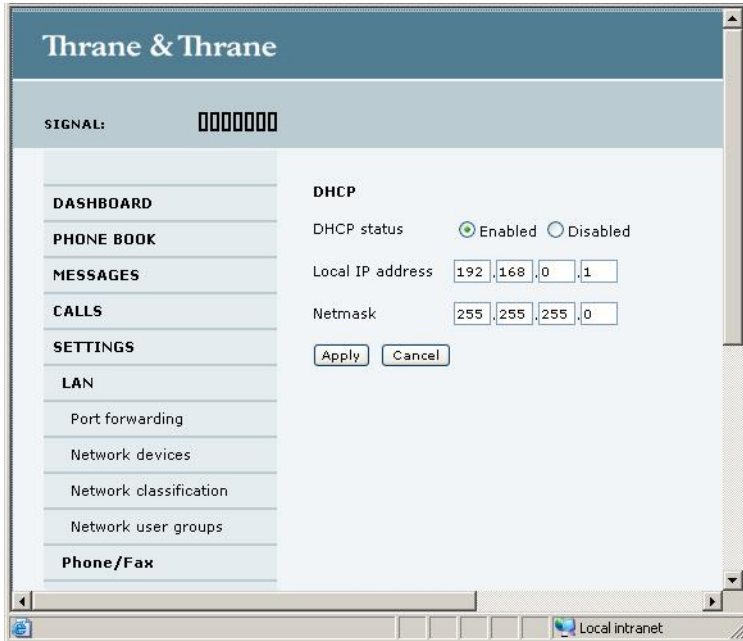 Thrane & Thrane
SIGNAL:
DASHBOARD
PHONE BOOK
MESSAGES
CALLS
SETTINGS
LAN
Port forwarding
Network devices
Network classification
Network user groups
Phone/Fax
DHCP
DHCP status Enabled Disabled
Local IP address 192 .168 .0 .1
Netmask 255 .255 .255 .0
Apply Cancel
Local intranet